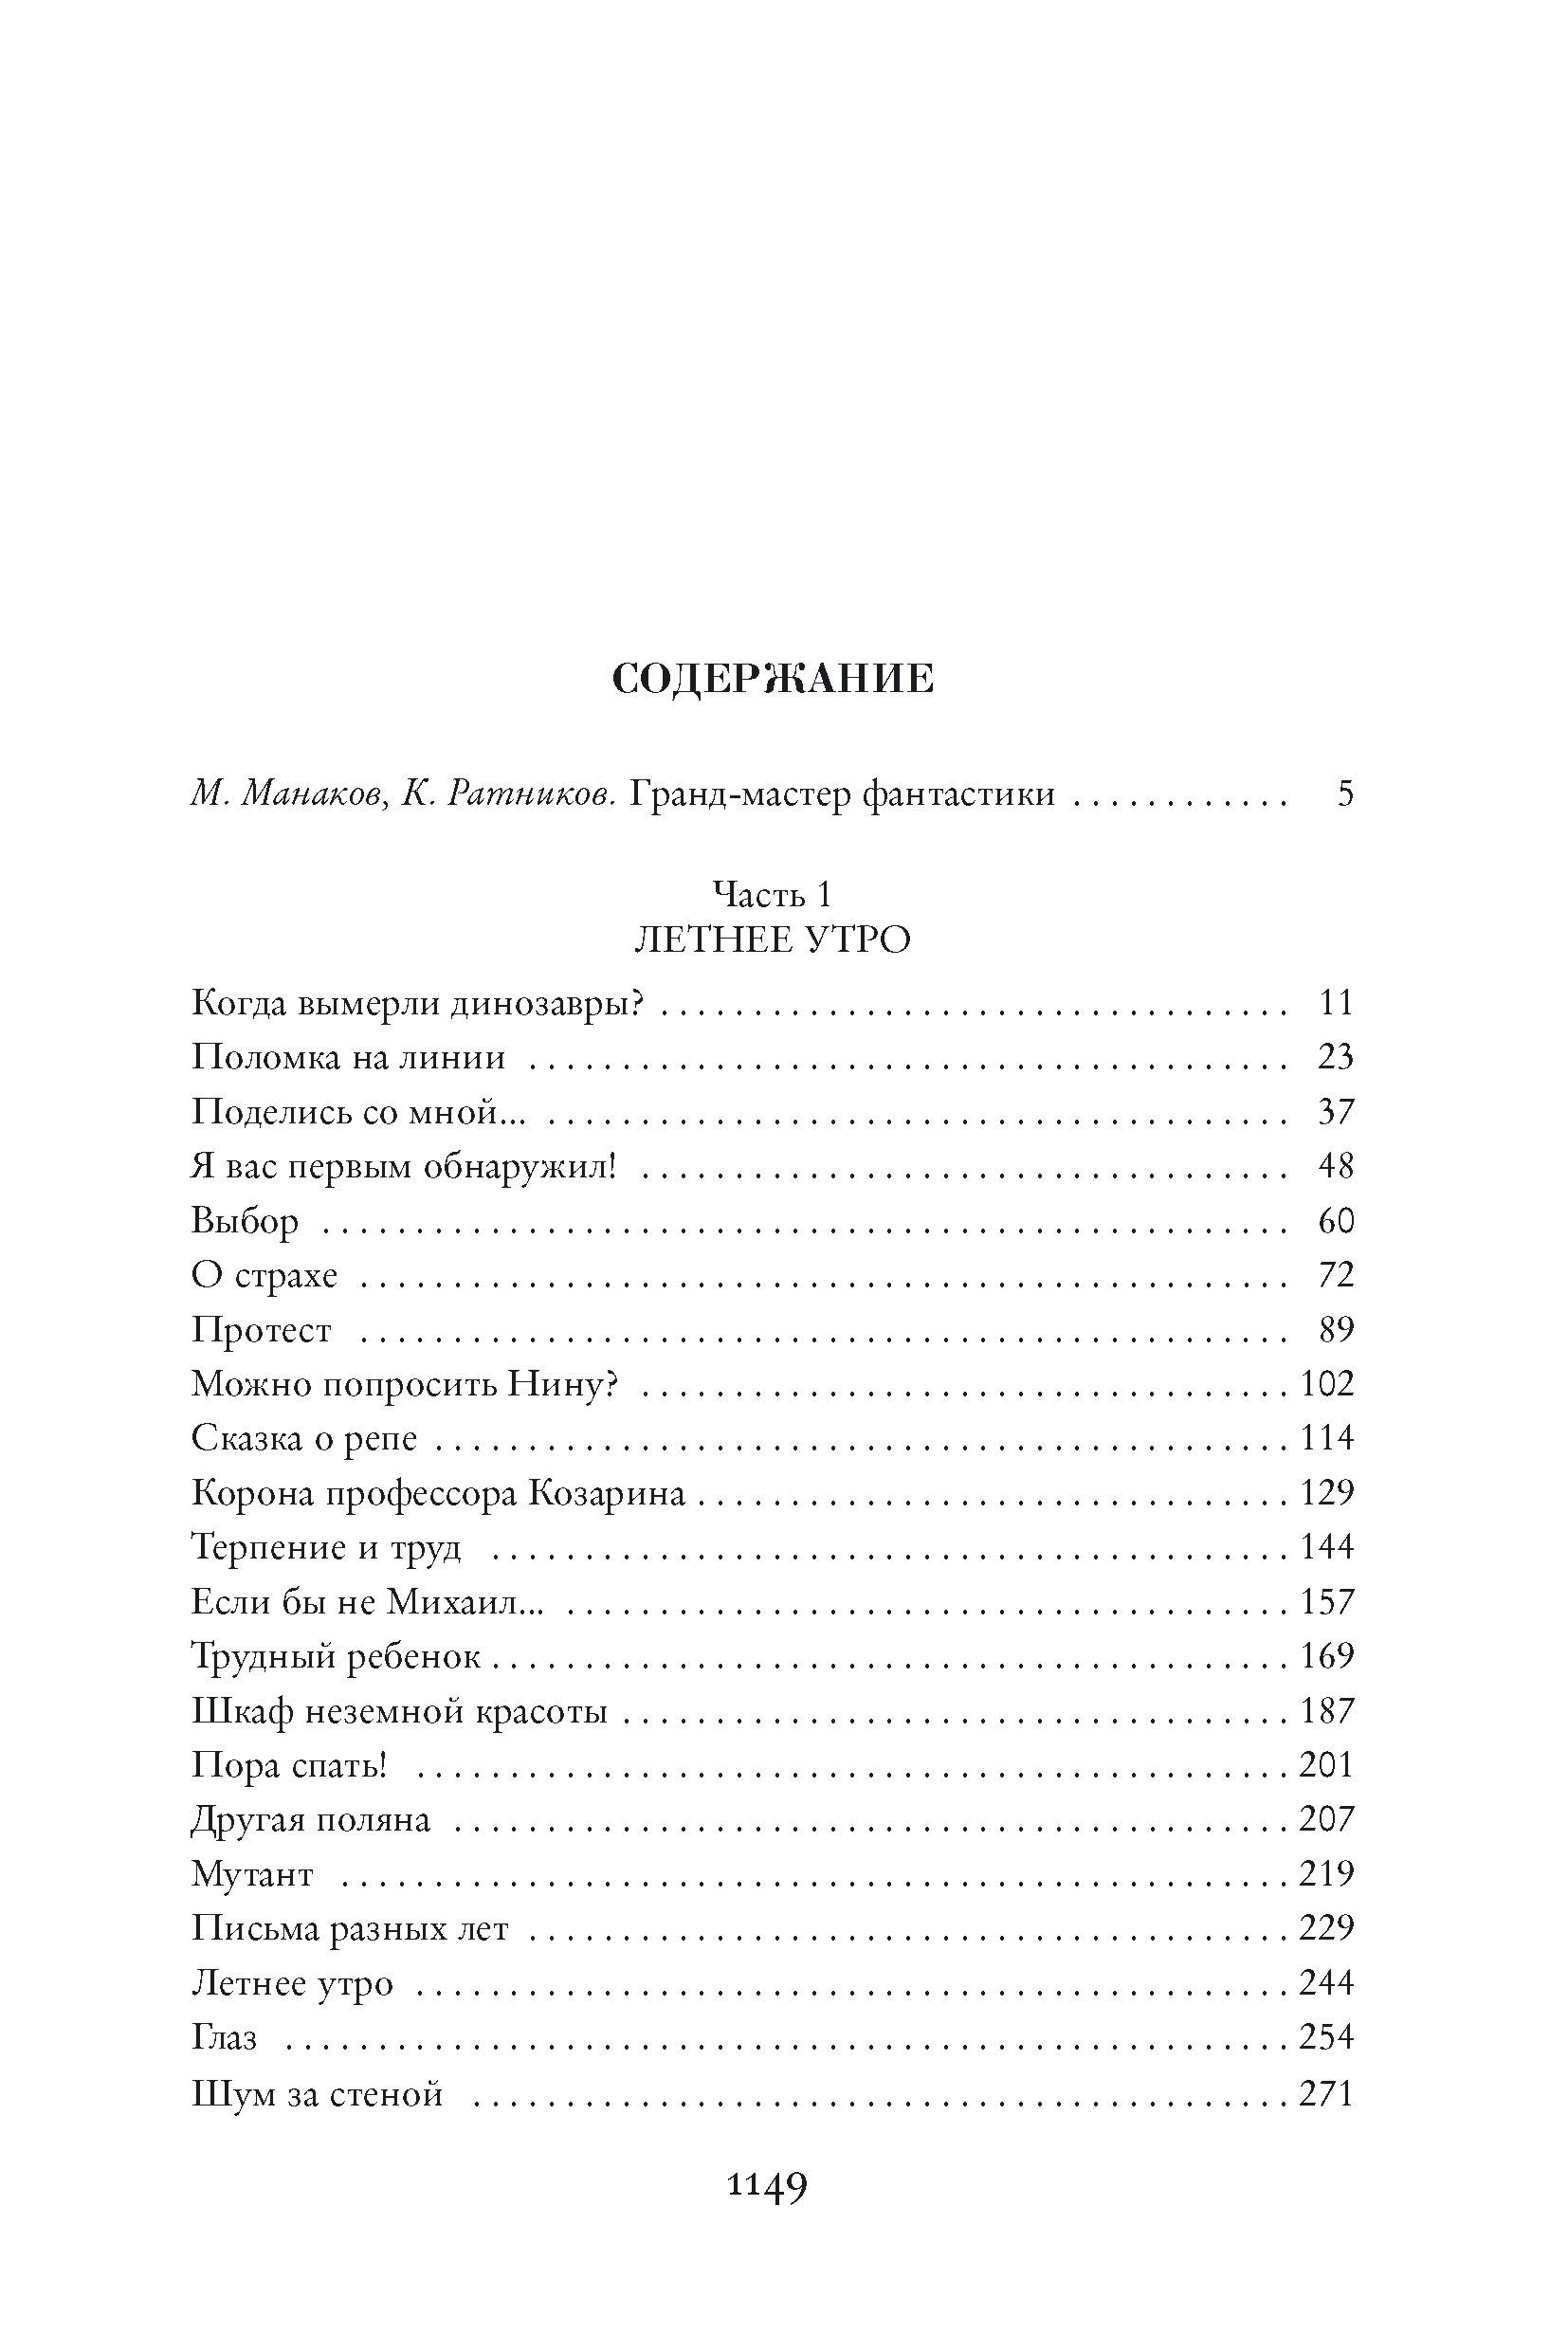 СОДЕРЖАНИЕ
М. Манаков, К. Ратников. Гранд-мастер фантастики . . . . . . . . . . . . 5
Часть 1
ЛЕТНЕЕ УТРО
Когда вымерли динозавры? . . . . . . . . . . . . . . . . . . . . . . . . . . . . . . . . . . 11
Поломка на линии . . . . . . . . . . . . . . . . . . . . . . . . . . . . . . . . . . . . . . . . . 23
Поделись со мной... . . . . . . . . . . . . . . . . . . . . . . . . . . . . . . . . . . . . . . . . 37
Я вас первым обнаружил! . . . . . . . . . . . . . . . . . . . . . . . . . . . . . . . . . . . 48
Выбор . . . . . . . . . . . . . . . . . . . . . . . . . . . . . . . . . . . . . . . . . . . . . . . . . . . . 60
О страхе . . . . . . . . . . . . . . . . . . . . . . . . . . . . . . . . . . . . . . . . . . . . . . . . . . 72
Протест . . . . . . . . . . . . . . . . . . . . . . . . . . . . . . . . . . . . . . . . . . . . . . . . . . 89
Можно попросить Нину? . . . . . . . . . . . . . . . . . . . . . . . . . . . . . . . . . . . 102
Сказка о репе . . . . . . . . . . . . . . . . . . . . . . . . . . . . . . . . . . . . . . . . . . . . . . 114
Корона профессора Козарина . . . . . . . . . . . . . . . . . . . . . . . . . . . . . . . . 129
Терпение и труд . . . . . . . . . . . . . . . . . . . . . . . . . . . . . . . . . . . . . . . . . . . 144
Если бы не Михаил... . . . . . . . . . . . . . . . . . . . . . . . . . . . . . . . . . . . . . . . 157
Трудный ребенок . . . . . . . . . . . . . . . . . . . . . . . . . . . . . . . . . . . . . . . . . . . 169
Шкаф неземной красоты . . . . . . . . . . . . . . . . . . . . . . . . . . . . . . . . . . . . 187
Пора спать! . . . . . . . . . . . . . . . . . . . . . . . . . . . . . . . . . . . . . . . . . . . . . . . 201
Другая поляна . . . . . . . . . . . . . . . . . . . . . . . . . . . . . . . . . . . . . . . . . . . . . 207
Мутант . . . . . . . . . . . . . . . . . . . . . . . . . . . . . . . . . . . . . . . . . . . . . . . . . . . 219
Письма разных лет . . . . . . . . . . . . . . . . . . . . . . . . . . . . . . . . . . . . . . . . . 229
Летнее утро . . . . . . . . . . . . . . . . . . . . . . . . . . . . . . . . . . . . . . . . . . . . . . . 244
Глаз . . . . . . . . . . . . . . . . . . . . . . . . . . . . . . . . . . . . . . . . . . . . . . . . . . . . . . 254
Шум за стеной . . . . . . . . . . . . . . . . . . . . . . . . . . . . . . . . . . . . . . . . . . . . 271
1149